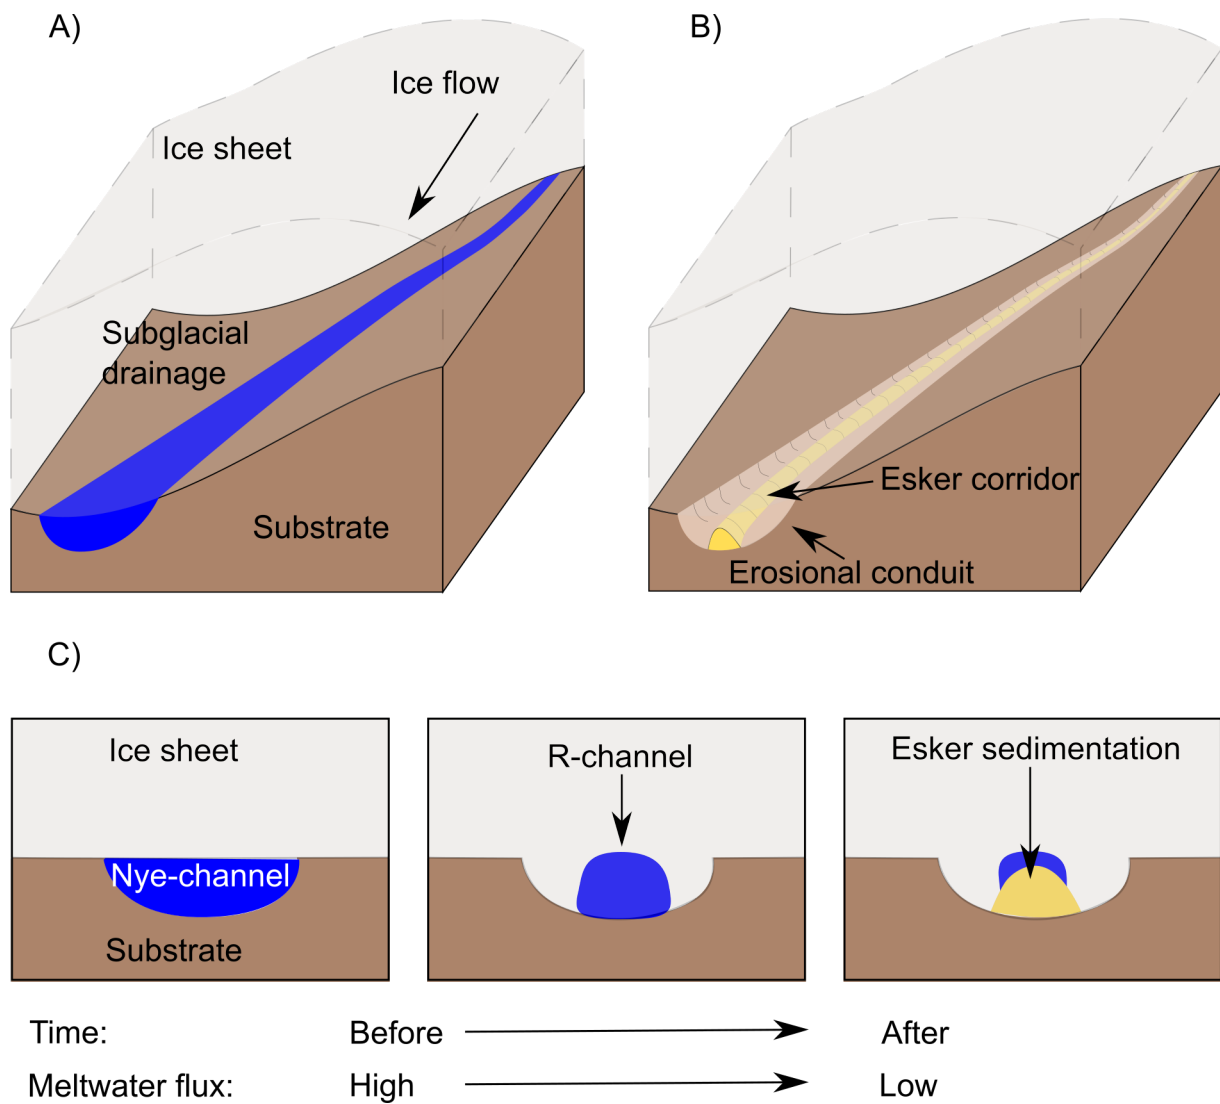 A)
B)
Ice flow
Ice sheet
Subglacial
drainage
Substrate
Esker corridor
Erosional conduit
C)
Ice sheet
Nye-channel
Substrate
R-channel
Esker sedimentation
Time: Before After
Meltwater flux: High Low